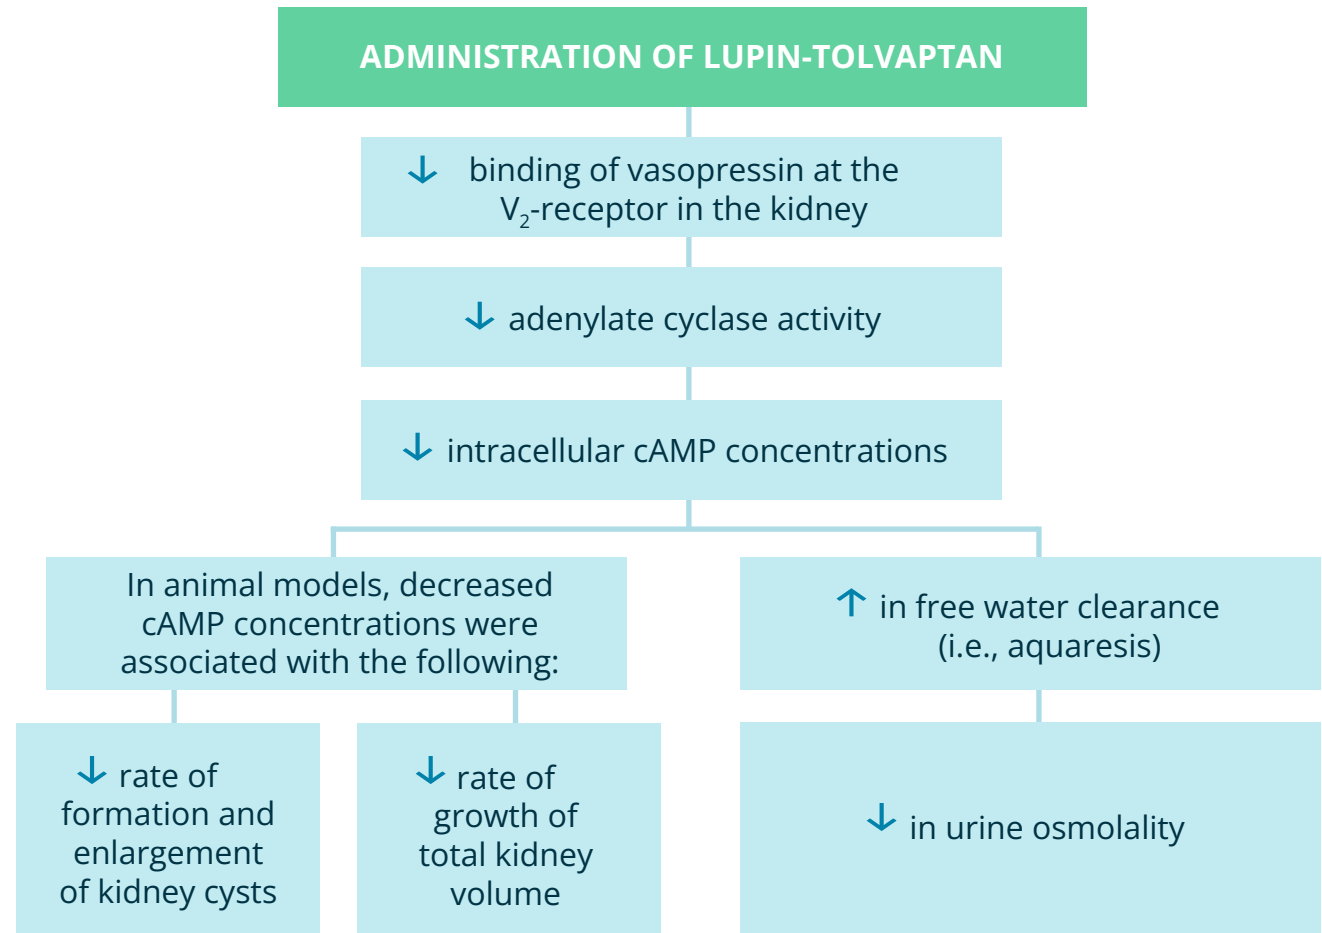 ADMINISTRATION OF LUPIN-TOLVAPTAN
↓ binding of vasopressin at the
V₂-receptor in the kidney
↓ adenylate cyclase activity
↓ intracellular cAMP concentrations
In animal models, decreased
cAMP concentrations were
associated with the following:
↑ in free water clearance
(i.e., aquaresis)
↓ rate of
formation and
enlargement
of kidney cysts
↓ rate of
growth of
total kidney
volume
↓ in urine osmolality